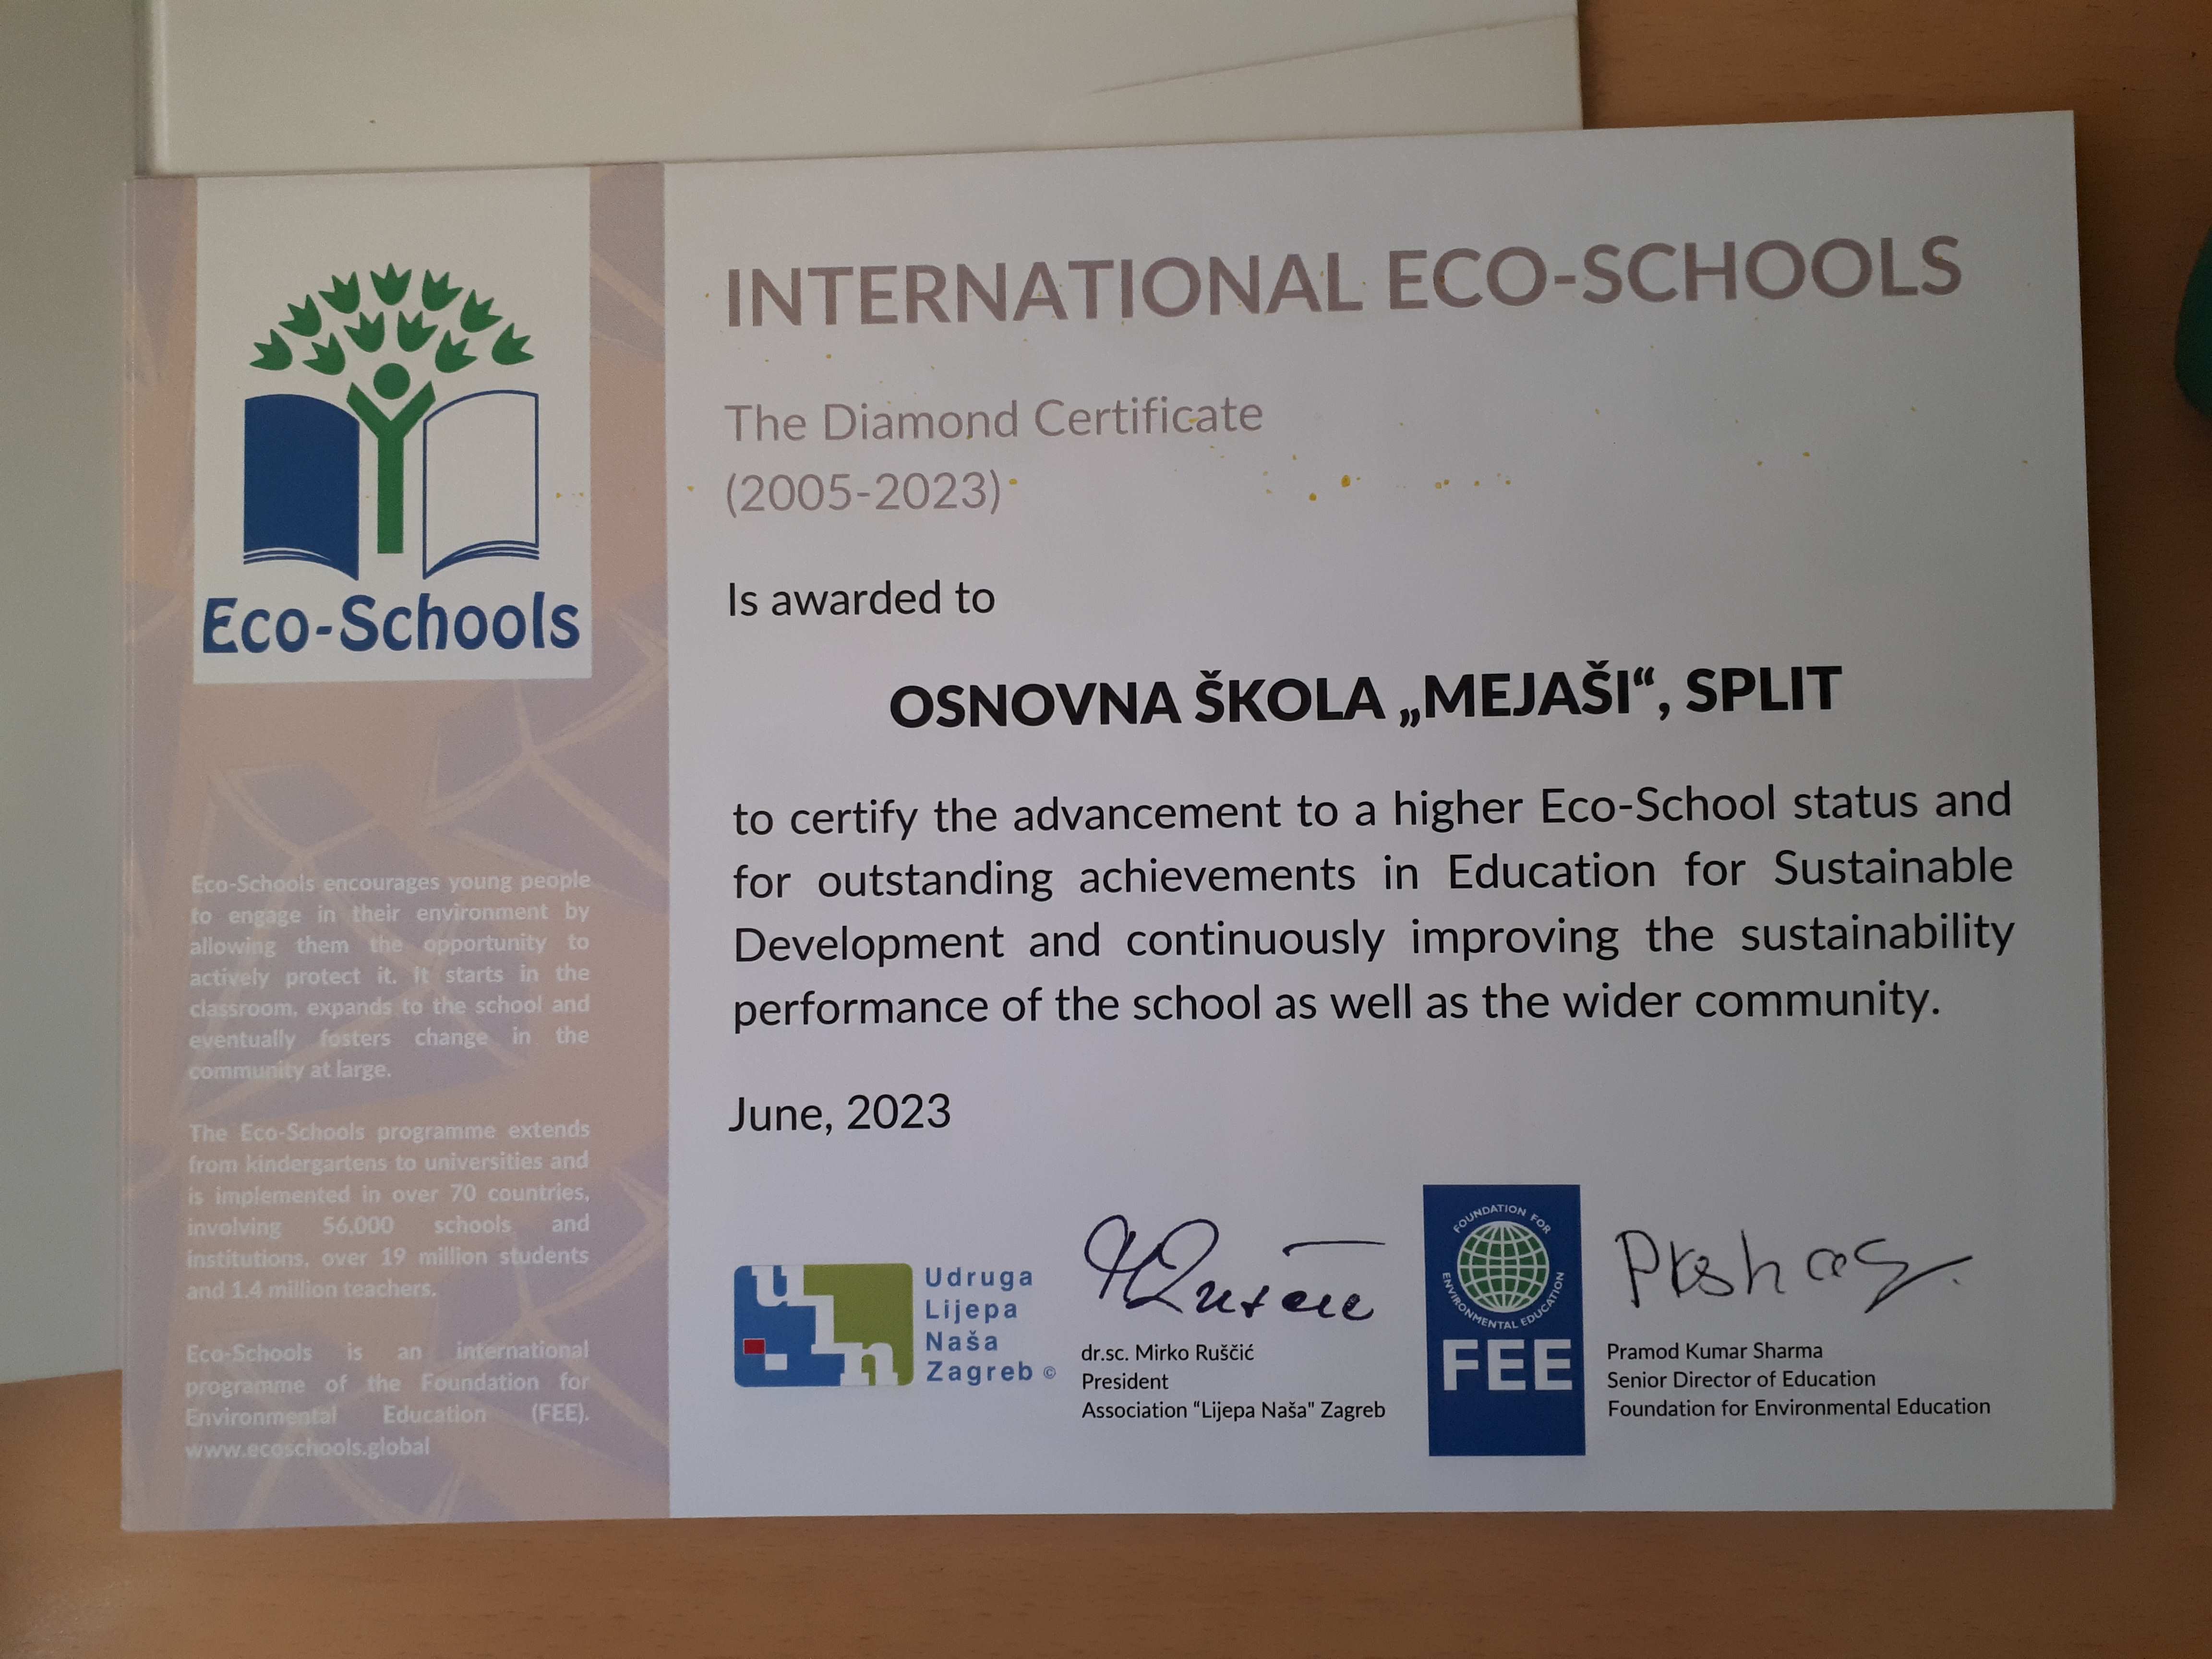 Eco-Schools
Eco-Schools encourages young people
to engage in their environment by
allowing them the opportunity to
actively protect it. It starts in the
classroom, expands to the school and
eventually fosters change in the
community at large.
The Eco-Schools programme extends
from kindergartens to universities and
is implemented in over 70 countries,
involving 56,000 schools and
institutions, over 19 million students
and 1.4 million teachers.
Eco-Schools is an international
programme of the Foundation for
Environmental Education (FEE).
www.ecoschools.global
INTERNATIONAL ECO-SCHOOLS
The Diamond Certificate
(2005-2023)
Is awarded to
OSNOVNA ŠKOLA „MEJAŠI“, SPLIT
to certify the advancement to a higher Eco-School status and
for outstanding achievements in Education for Sustainable
Development and continuously improving the sustainability
performance of the school as well as the wider community.
June, 2023
uln
Udruga
Lijepa
Naša
Zagreb ©
dr.sc. Mirko Ruščić
President
Association “Lijepa Naša" Zagreb
FOUNDATION FOR
ENVIRONMENTAL EDUCATION
FEE
Pramod Kumar Sharma
Senior Director of Education
Foundation for Environmental Education